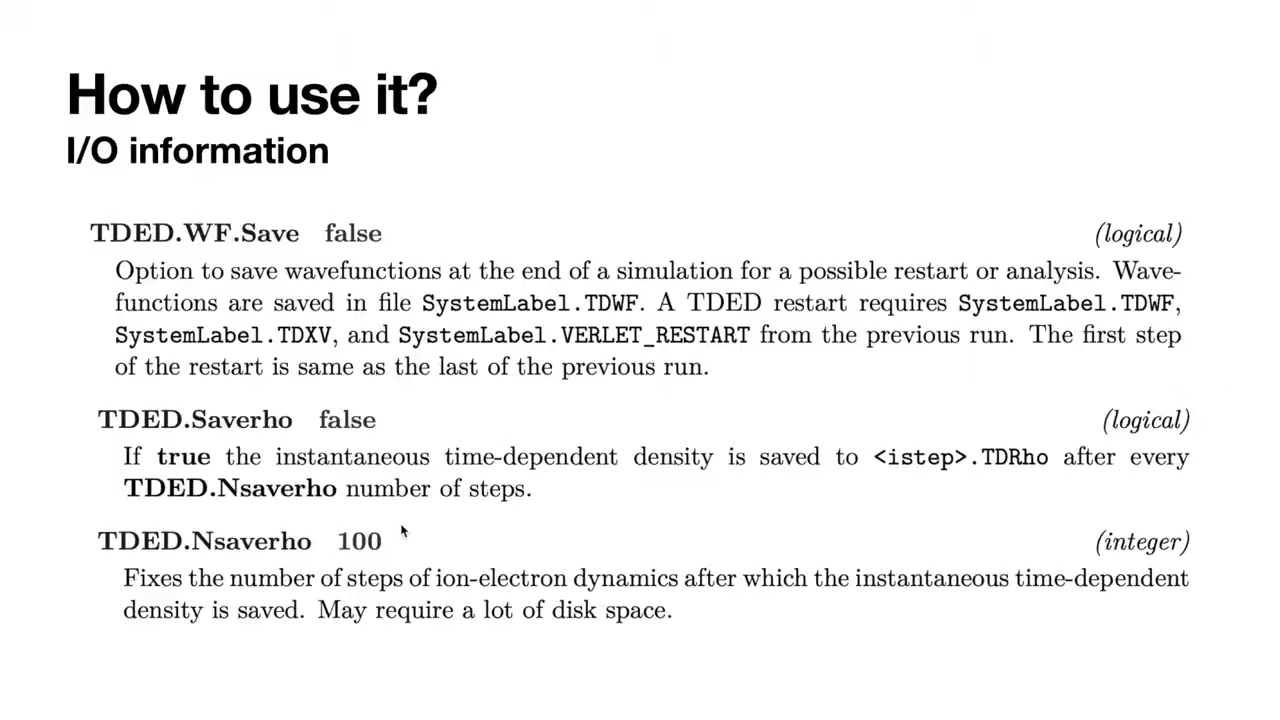 How to use it?
I/O information
TDED.WF.Save false (logical)
Option to save wavefunctions at the end of a simulation for a possible restart or analysis. Wave-
functions are saved in file SystemLabel.TDWF. A TDED restart requires SystemLabel.TDWF,
SystemLabel.TDXV, and SystemLabel.VERLET_RESTART from the previous run. The first step
of the restart is same as the last of the previous run.
TDED.Saverho false (logical)
If true the instantaneous time-dependent density is saved to <istep>.TDRho after every
TDED.Nsaverho number of steps.
TDED.Nsaverho 100 (integer)
Fixes the number of steps of ion-electron dynamics after which the instantaneous time-dependent
density is saved. May require a lot of disk space.